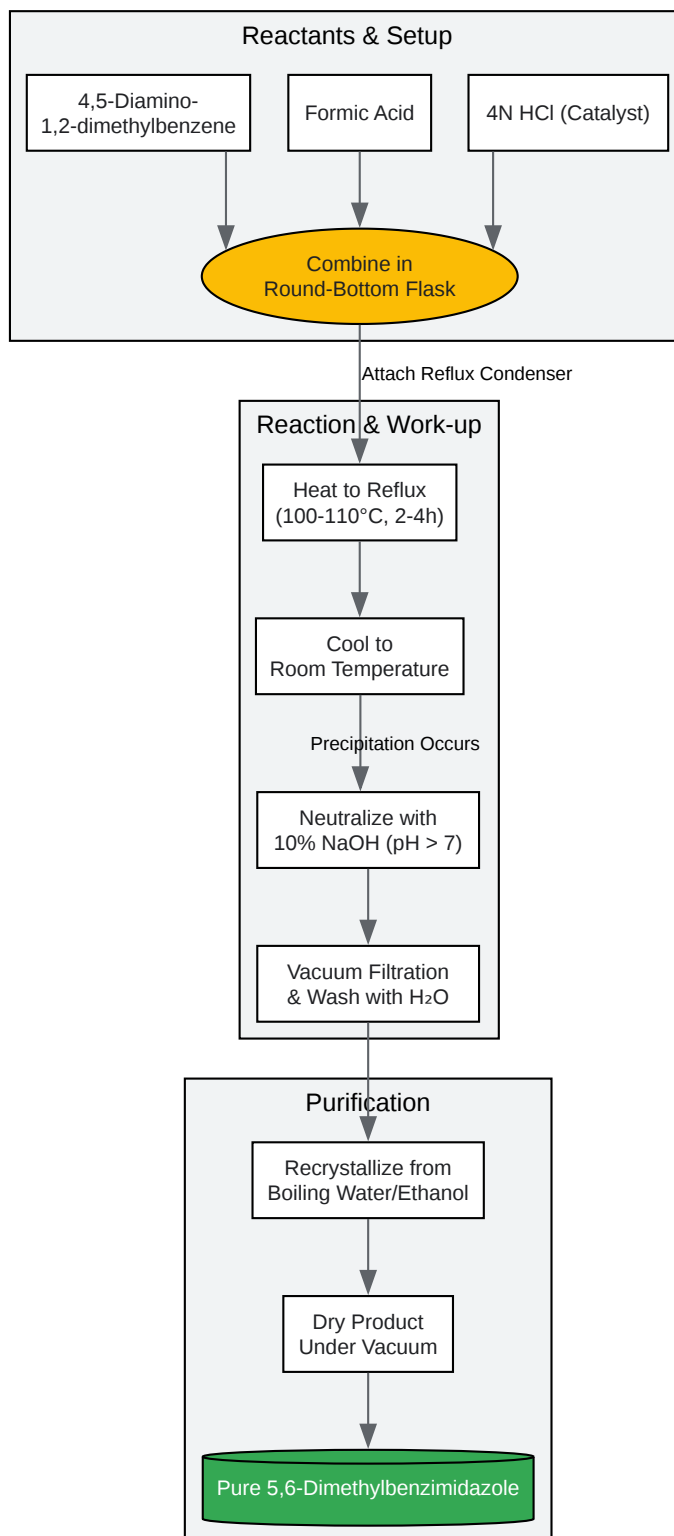 Reactants & Setup
4,5-Diamino-
1,2-dimethylbenzene
Formic Acid
4N HCl (Catalyst)
Combine in
Round-Bottom Flask
Attach Reflux Condenser
Reaction & Work-up
Heat to Reflux
(100-110°C, 2-4h)
Cool to
Room Temperature
Precipitation Occurs
Neutralize with
10% NaOH (pH > 7)
Vacuum Filtration
& Wash with H₂O
Purification
Recrystallize from
Boiling Water/Ethanol
Dry Product
Under Vacuum
Pure 5,6-Dimethylbenzimidazole